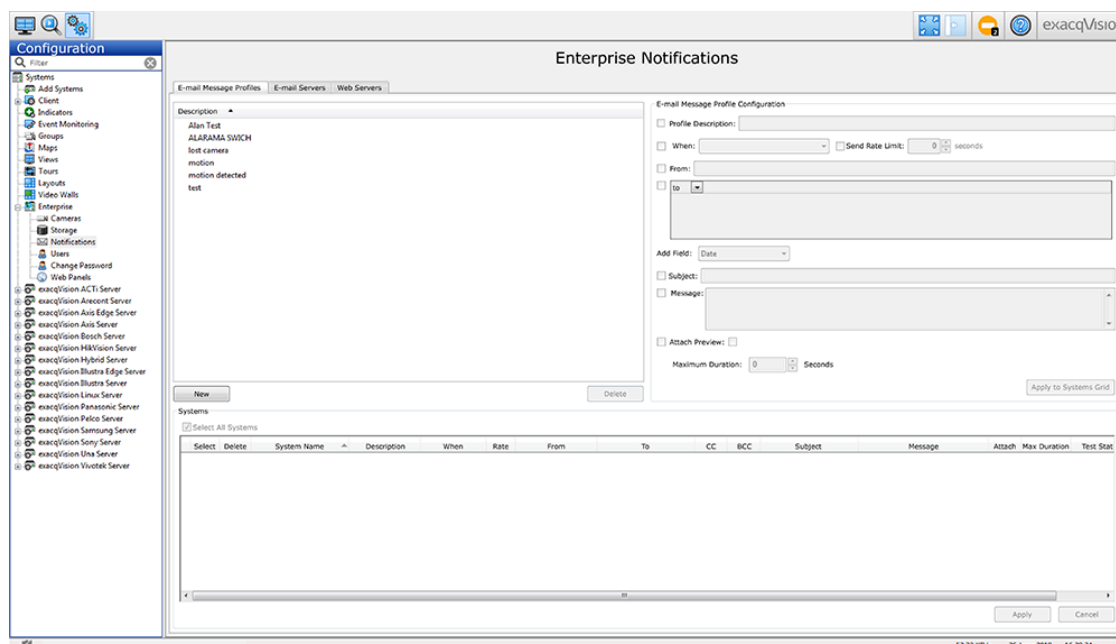 exacqVisio
2
Configuration
Filter
Systems
Add Systems
Client
Indicators
Event Monitoring
Groups
Maps
Views
Tours
Layouts
Video Walls
Enterprise
Cameras
Storage
Notifications
Users
Change Password
Web Panels
exacqVision ACTi Server
exacqVision Arecont Server
exacqVision Axis Edge Server
exacqVision Axis Server
exacqVision Bosch Server
exacqVision HikVision Server
exacqVision Hybrid Server
exacqVision Illustra Edge Server
exacqVision Illustra Server
exacqVision Linux Server
exacqVision Panasonic Server
exacqVision Pelco Server
exacqVision Samsung Server
exacqVision Sony Server
exacqVision Una Server
exacqVision Vivotek Server
Enterprise Notifications
E-mail Message Profiles E-mail Servers Web Servers
Description
Alan Test
ALARAMA SWICH
lost camera
motion
motion detected
test
New Delete
E-mail Message Profile Configuration
Profile Description:
When: Send Rate Limit: 0 seconds
From:
to
Add Field: Date
Subject:
Message:
Attach Preview:
Maximum Duration: 0 Seconds
Apply to Systems Grid
Systems
Select All Systems
Select Delete System Name Description When Rate From To CC BCC Subject Message Attach Max Duration Test Stat
Apply Cancel